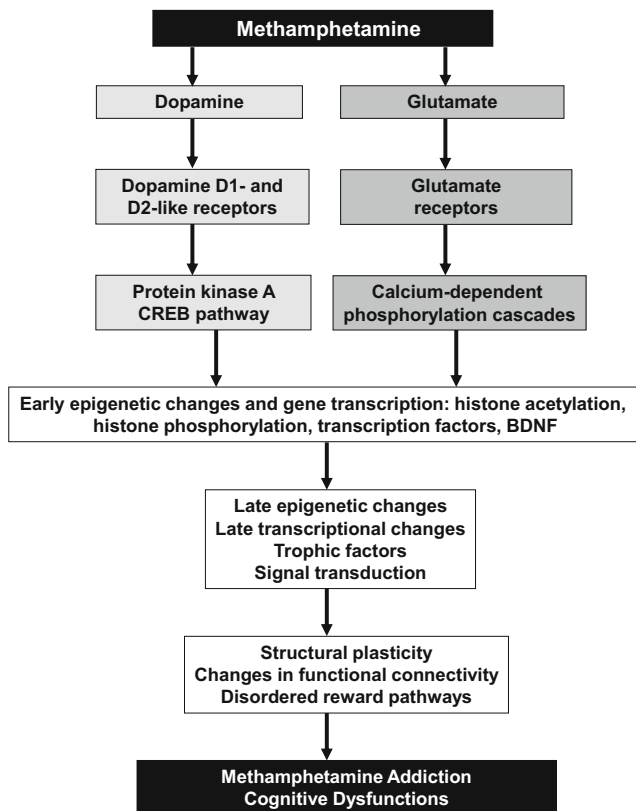 Methamphetamine
Dopamine
Glutamate
Dopamine D1- and
D2-like receptors
Glutamate
receptors
Protein kinase A
CREB pathway
Calcium-dependent
phosphorylation cascades
Early epigenetic changes and gene transcription: histone acetylation,
histone phosphorylation, transcription factors, BDNF
Late epigenetic changes
Late transcriptional changes
Trophic factors
Signal transduction
Structural plasticity
Changes in functional connectivity
Disordered reward pathways
Methamphetamine Addiction
Cognitive Dysfunctions